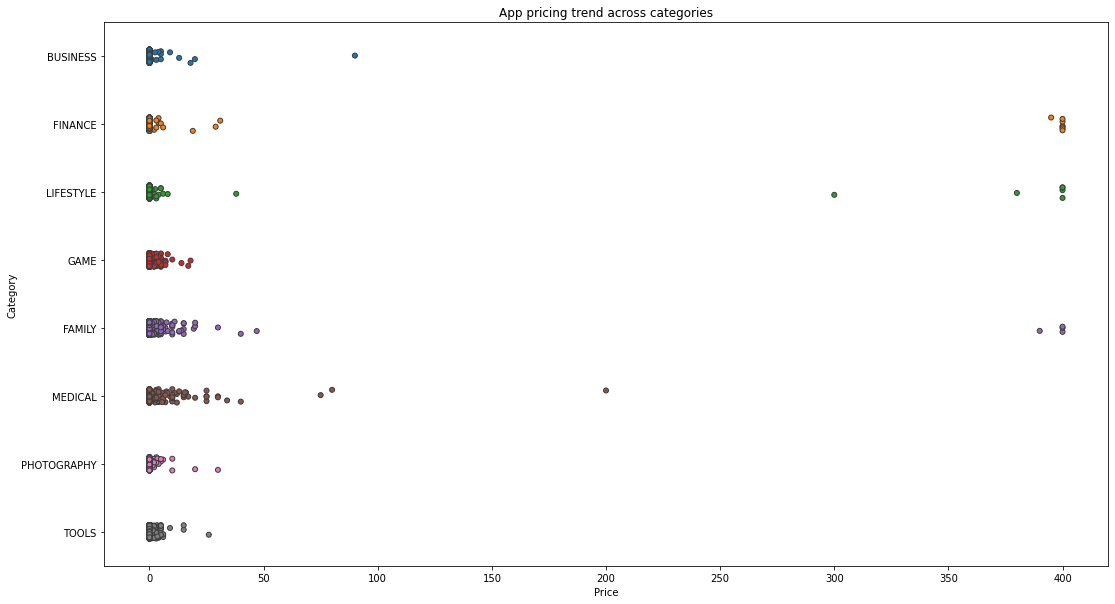 App pricing trend across categories
Category
BUSINESS
FINANCE
LIFESTYLE
GAME
FAMILY
MEDICAL
PHOTOGRAPHY
TOOLS
0 50 100 150 200 250 300 350 400
Price